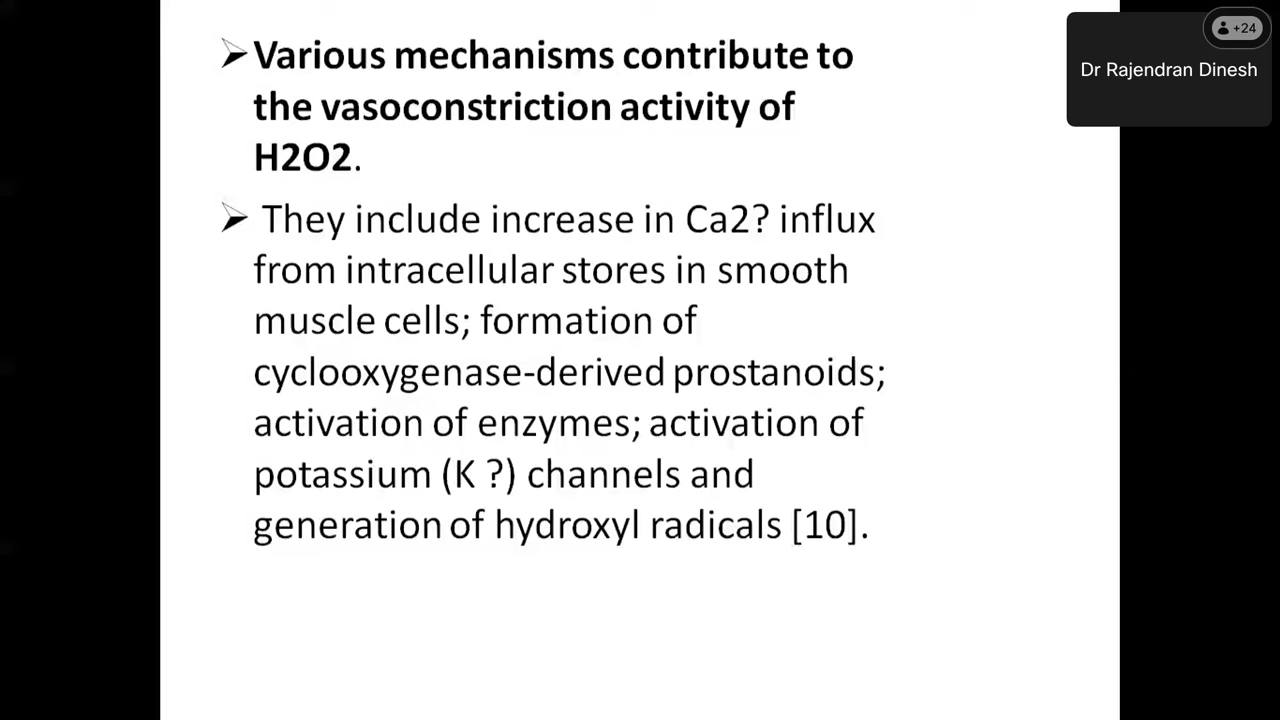 ➢Various mechanisms contribute to
the vasoconstriction activity of
H2O2.
➢ They include increase in Ca2? influx
from intracellular stores in smooth
muscle cells; formation of
cyclooxygenase-derived prostanoids;
activation of enzymes; activation of
potassium (K ?) channels and
generation of hydroxyl radicals [10].
+24
Dr Rajendran Dinesh